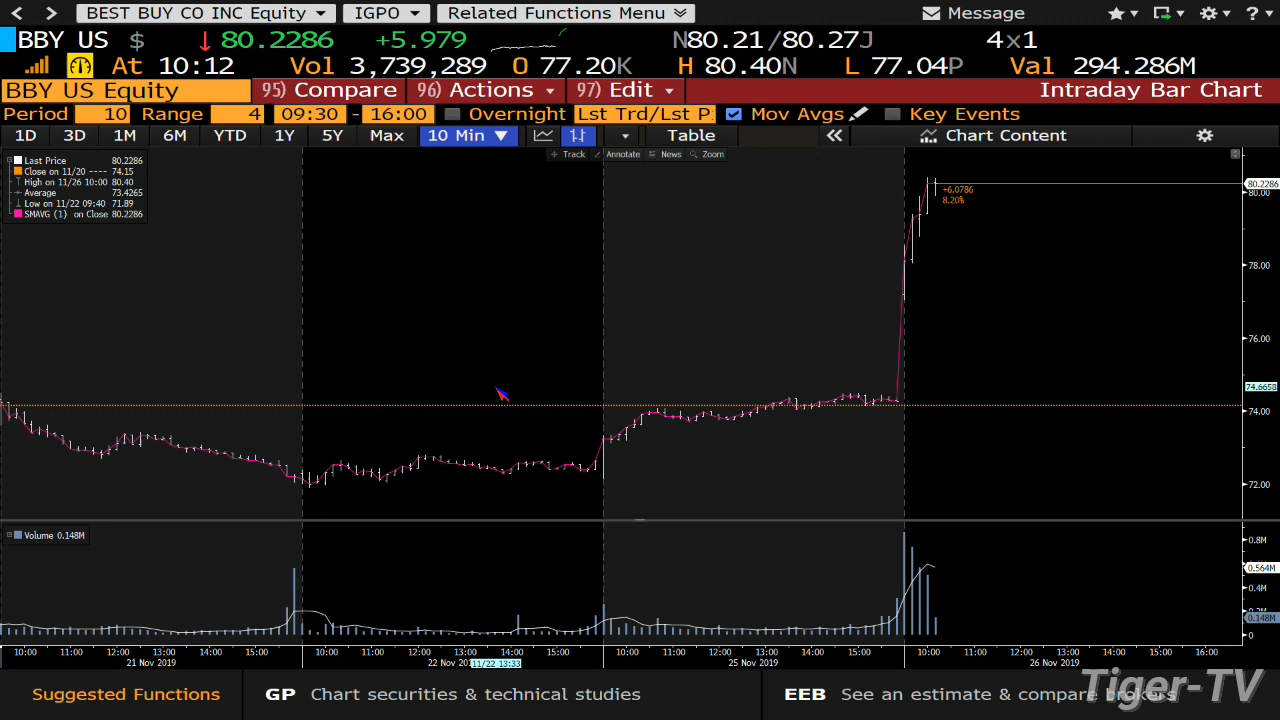 BEST BUY CO INC Equity IGPO Related Functions Menu Message
BBY US $ 80.2286 +5.979 N80.21/80.27J 4x1
At 10:12 Vol 3,739,289 O 77.20K H 80.40N L 77.04P Val 294.286M
BBY US Equity 95) Compare 96) Actions 97) Edit Intraday Bar Chart
Period 10 Range 4 09:30 - 16:00 Overnight Lst Trd/Lst P Mov Avgs Key Events
1D 3D 1M 6M YTD 1Y 5Y Max 10 Min Table Chart Content
Track Annotate News Zoom
Last Price 80.2286
Close on 11/20 ---- 74.15
High on 11/26 10:00 80.40
Average 73.4265
Low on 11/22 09:40 71.89
SMAVG (1) on Close 80.2286
80.2286
+6.0786
8.20%
80.00
78.00
76.00
74.6658
74.00
72.00
Volume 0.148M
0.8M
0.564M
0.4M
0.2M
0.148M
0
10:00 11:00 12:00 13:00 14:00 15:00 10:00 11:00 12:00 13:00 14:00 15:00 10:00 11:00 12:00 13:00 14:00 15:00 10:00 11:00 12:00 13:00 14:00 15:00 16:00
21 Nov 2019 22 Nov 11/22 13:33 25 Nov 2019 26 Nov 2019
Suggested Functions GP Chart securities & technical studies EEB See an estimate & compare brokers
Tiger-TV